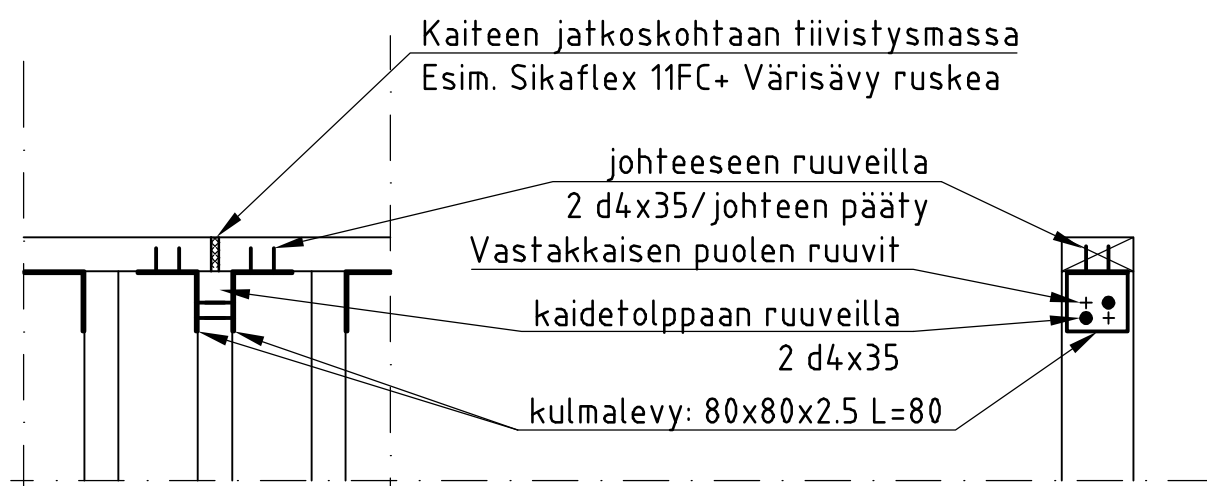 Kaiteen jatkoskohtaan tiivistysmassa
Esim. Sikaflex 11FC+ Värisävy ruskea
johteeseen ruuveilla
2 d4x35/johteen pääty
Vastakkaisen puolen ruuvit
kaidetolppaan ruuveilla
2 d4x35
kulmalevy: 80x80x2.5 L=80